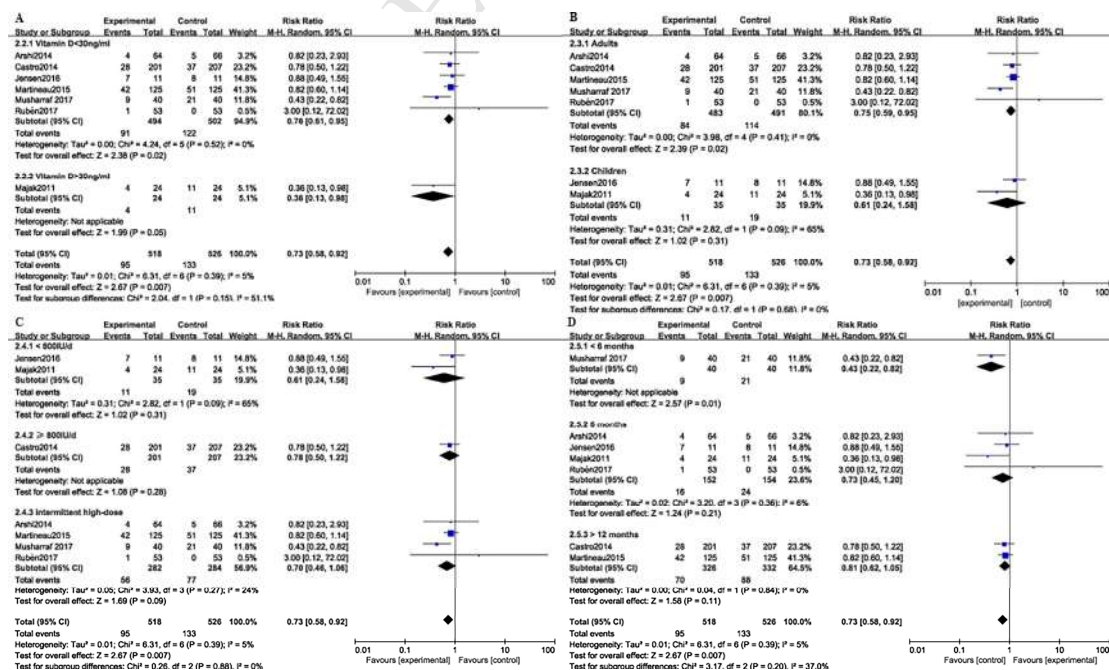 A
Experimental Control Risk Ratio Risk Ratio
Study or Subgroup Events Total Events Total Weight M-H. Random. 95% CI M-H. Random. 95% CI
2.2.1 Vitamin D<30ng/ml
Arshi2014 4 64 5 66 3.2% 0.82 [0.23, 2.93]
Castro2014 28 201 37 207 23.2% 0.78 [0.50, 1.22]
Jensen2016 7 11 8 11 14.8% 0.88 [0.49, 1.55]
Martineau2015 42 125 51 125 41.3% 0.82 [0.60, 1.14]
Musharraf 2017 9 40 21 40 11.8% 0.43 [0.22, 0.82]
Rubén2017 1 53 0 53 0.5% 3.00 [0.12, 72.02]
Subtotal (95% CI) 494 502 94.9% 0.76 [0.61, 0.95]
Total events 91 122
Heterogeneity: Tau² = 0.00; Chi² = 4.24, df = 5 (P = 0.52); I² = 0%
Test for overall effect: Z = 2.38 (P = 0.02)
2.2.2 Vitamin D>30ng/ml
Majak2011 4 24 11 24 5.1% 0.36 [0.13, 0.98]
Subtotal (95% CI) 24 24 5.1% 0.36 [0.13, 0.98]
Total events 4 11
Heterogeneity: Not applicable
Test for overall effect: Z = 1.99 (P = 0.05)
Total (95% CI) 518 526 100.0% 0.73 [0.58, 0.92]
Total events 95 133
Heterogeneity: Tau² = 0.01; Chi² = 6.31, df = 6 (P = 0.39); I² = 5%
Test for overall effect: Z = 2.67 (P = 0.007)
Test for subgroup differences: Chi² = 2.04, df = 1 (P = 0.15), I² = 51.1%
0.01 0.1 1 10 100
Favours [experimental] Favours [control]
B
Experimental Control Risk Ratio Risk Ratio
Study or Subgroup Events Total Events Total Weight M-H. Random. 95% CI M-H. Random. 95% CI
2.3.1 Adults
Arshi2014 4 64 5 66 3.2% 0.82 [0.23, 2.93]
Castro2014 28 201 37 207 23.2% 0.78 [0.50, 1.22]
Martineau2015 42 125 51 125 41.3% 0.82 [0.60, 1.14]
Musharraf 2017 9 40 21 40 11.8% 0.43 [0.22, 0.82]
Rubén2017 1 53 0 53 0.5% 3.00 [0.12, 72.02]
Subtotal (95% CI) 483 491 80.1% 0.75 [0.59, 0.95]
Total events 84 114
Heterogeneity: Tau² = 0.00; Chi² = 3.98, df = 4 (P = 0.41); I² = 0%
Test for overall effect: Z = 2.39 (P = 0.02)
2.3.2 Children
Jensen2016 7 11 8 11 14.8% 0.88 [0.49, 1.55]
Majak2011 4 24 11 24 5.1% 0.36 [0.13, 0.98]
Subtotal (95% CI) 35 35 19.9% 0.61 [0.24, 1.58]
Total events 11 19
Heterogeneity: Tau² = 0.31; Chi² = 2.82, df = 1 (P = 0.09); I² = 65%
Test for overall effect: Z = 1.02 (P = 0.31)
Total (95% CI) 518 526 100.0% 0.73 [0.58, 0.92]
Total events 95 133
Heterogeneity: Tau² = 0.01; Chi² = 6.31, df = 6 (P = 0.39); I² = 5%
Test for overall effect: Z = 2.67 (P = 0.007)
Test for subgroup differences: Chi² = 0.17, df = 1 (P = 0.68), I² = 0%
0.01 0.1 1 10 100
[experimental] [control]
C
Experimental Control Risk Ratio Risk Ratio
Study or Subgroup Events Total Events Total Weight M-H. Random. 95% CI M-H. Random. 95% CI
2.4.1 < 800IU/d
Jensen2016 7 11 8 11 14.8% 0.88 [0.49, 1.55]
Majak2011 4 24 11 24 5.1% 0.36 [0.13, 0.98]
Subtotal (95% CI) 35 35 19.9% 0.61 [0.24, 1.58]
Total events 11 19
Heterogeneity: Tau² = 0.31; Chi² = 2.82, df = 1 (P = 0.09); I² = 65%
Test for overall effect: Z = 1.02 (P = 0.31)
2.4.2 ≥ 800IU/d
Castro2014 28 201 37 207 23.2% 0.78 [0.50, 1.22]
Subtotal (95% CI) 201 207 23.2% 0.78 [0.50, 1.22]
Total events 28 37
Heterogeneity: Not applicable
Test for overall effect: Z = 1.08 (P = 0.28)
2.4.3 Intermittent high-dose
Arshi2014 4 64 5 66 3.2% 0.82 [0.23, 2.93]
Martineau2015 42 125 51 125 41.3% 0.82 [0.60, 1.14]
Musharraf 2017 9 40 21 40 11.8% 0.43 [0.22, 0.82]
Rubén2017 1 53 0 53 0.5% 3.00 [0.12, 72.02]
Subtotal (95% CI) 282 284 56.9% 0.70 [0.46, 1.06]
Total events 56 77
Heterogeneity: Tau² = 0.05; Chi² = 3.93, df = 3 (P = 0.27); I² = 24%
Test for overall effect: Z = 1.69 (P = 0.09)
Total (95% CI) 518 526 100.0% 0.73 [0.58, 0.92]
Total events 95 133
Heterogeneity: Tau² = 0.01; Chi² = 6.31, df = 6 (P = 0.39); I² = 5%
Test for overall effect: Z = 2.67 (P = 0.007)
Test for subgroup differences: Chi² = 0.26, df = 2 (P = 0.88), I² = 0%
0.01 0.1 1 10 100
Favours [experimental] Favours [control]
D
Experimental Control Risk Ratio Risk Ratio
Study or Subgroup Events Total Events Total Weight M-H. Random. 95% CI M-H. Random. 95% CI
2.5.1 < 6 months
Musharraf 2017 9 40 21 40 11.8% 0.43 [0.22, 0.82]
Subtotal (95% CI) 40 40 11.8% 0.43 [0.22, 0.82]
Total events 9 21
Heterogeneity: Not applicable
Test for overall effect: Z = 2.57 (P = 0.01)
2.5.2 6 months
Arshi2014 4 64 5 66 3.2% 0.82 [0.23, 2.93]
Jensen2016 7 11 8 11 14.8% 0.88 [0.49, 1.55]
Majak2011 4 24 11 24 5.1% 0.36 [0.13, 0.98]
Rubén2017 1 53 0 53 0.5% 3.00 [0.12, 72.02]
Subtotal (95% CI) 152 154 23.6% 0.73 [0.45, 1.20]
Total events 16 24
Heterogeneity: Tau² = 0.02; Chi² = 3.20, df = 3 (P = 0.36); I² = 6%
Test for overall effect: Z = 1.24 (P = 0.21)
2.5.3 > 12 months
Castro2014 28 201 37 207 23.2% 0.78 [0.50, 1.22]
Martineau2015 42 125 51 125 41.3% 0.82 [0.60, 1.14]
Subtotal (95% CI) 326 332 64.5% 0.81 [0.62, 1.05]
Total events 70 88
Heterogeneity: Tau² = 0.00; Chi² = 0.04, df = 1 (P = 0.84); I² = 0%
Test for overall effect: Z = 1.58 (P = 0.11)
Total (95% CI) 518 526 100.0% 0.73 [0.58, 0.92]
Total events 95 133
Heterogeneity: Tau² = 0.01; Chi² = 6.31, df = 6 (P = 0.39); I² = 5%
Test for overall effect: Z = 2.67 (P = 0.007)
Test for subgroup differences: Chi² = 3.17, df = 2 (P = 0.20), I² = 37.0%
0.01 0.1 1 10 100
Favours [experimental] Favours [control]